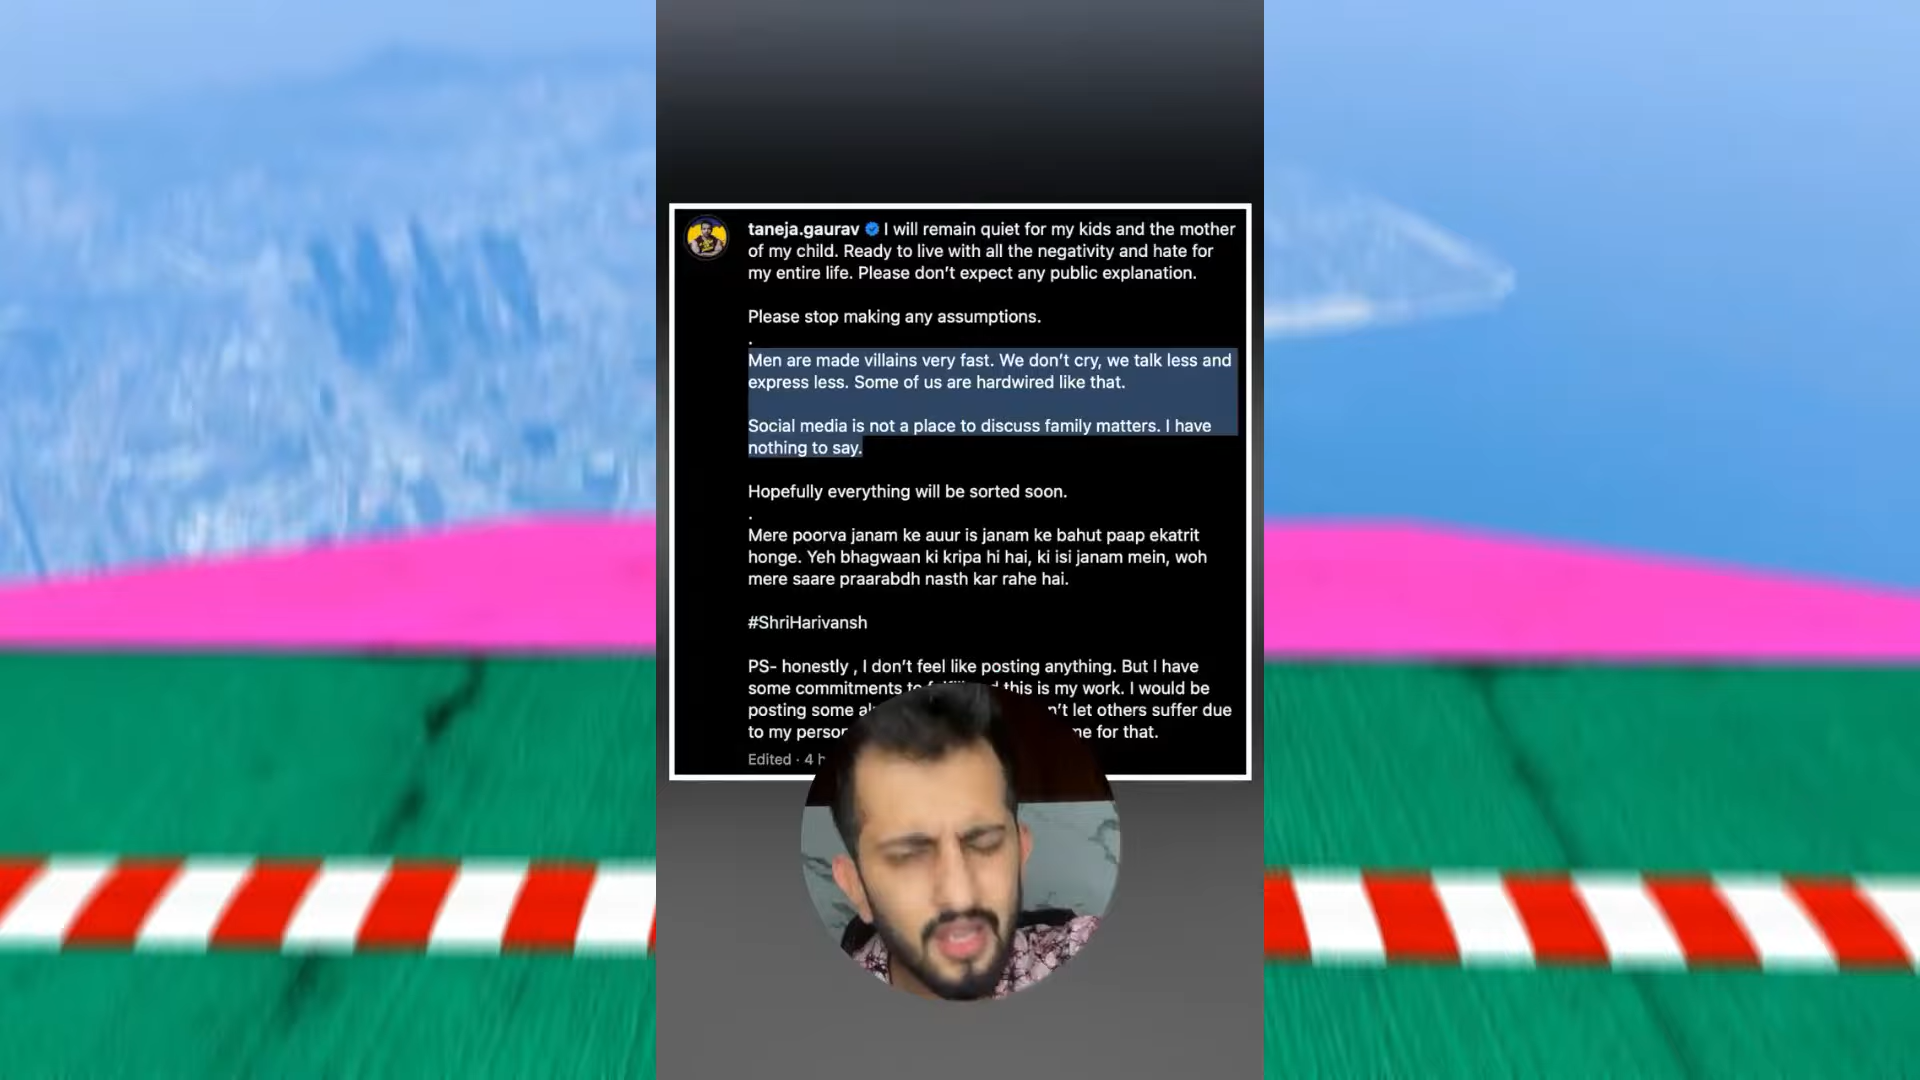 taneja.gaurav I will remain quiet for my kids and the mother
of my child. Ready to live with all the negativity and hate for
my entire life. Please don't expect any public explanation.
Please stop making any assumptions.
.
Men are made villains very fast. We don't cry, we talk less and
express less. Some of us are hardwired like that.
Social media is not a place to discuss family matters. I have
nothing to say.
Hopefully everything will be sorted soon.
.
Mere poorva janam ke auur is janam ke bahut paap ekatrit
honge. Yeh bhagwaan ki kripa hi hai, ki isi janam mein, woh
mere saare praarabdh nasth kar rahe hai.
#ShriHarivansh
PS- honestly , I don't feel like posting anything. But I have
some commitments to this is my work. I would be
posting some let others suffer due
to my me for that.
Edited · 4